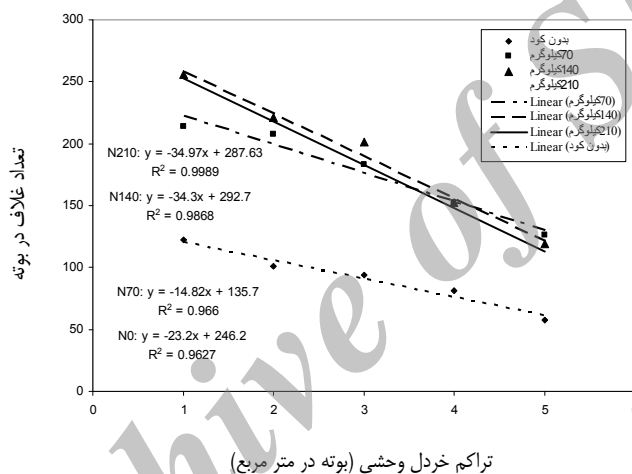 300
250
200
150
100
50
0
تعداد غلاف در بوته
بدون کود
70کیلوگرم
140کیلوگرم
210کیلوگرم
Linear (70کیلوگرم)
Linear (140کیلوگرم)
Linear (210کیلوگرم)
Linear (بدون کود)
N210: y = -34.97x + 287.63
R² = 0.9989
N140: y = -34.3x + 292.7
R² = 0.9868
N70: y = -14.82x + 135.7
R² = 0.966
N0: y = -23.2x + 246.2
R² = 0.9627
0 1 2 3 4 5
تراکم خردل وحشی (بوته در متر مربع)
hive of S